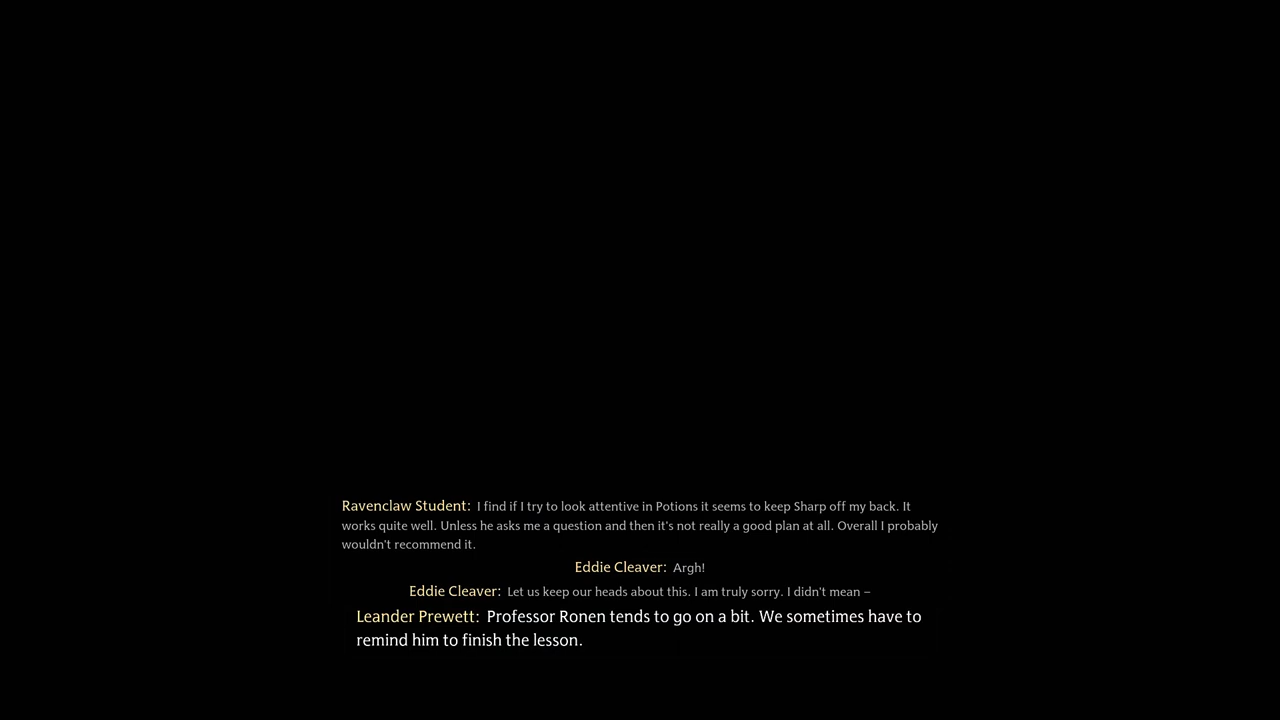 Ravenclaw Student: I find if I try to look attentive in Potions it seems to keep Sharp off my back. It
works quite well. Unless he asks me a question and then it's not really a good plan at all. Overall I probably
wouldn't recommend it.
Eddie Cleaver: Argh!
Eddie Cleaver: Let us keep our heads about this. I am truly sorry. I didn't mean –
Leander Prewett: Professor Ronen tends to go on a bit. We sometimes have to
remind him to finish the lesson.